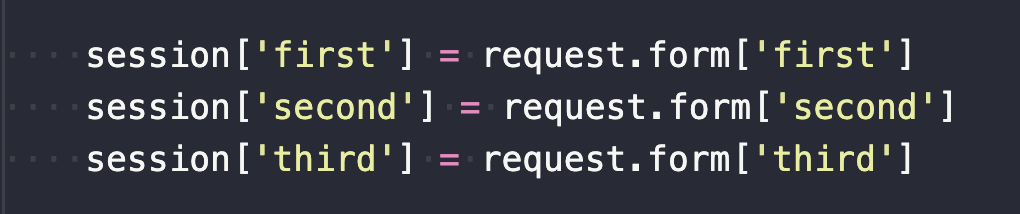 session['first'] = request.form['first']
session['second'] = request.form['second']
session['third'] = request.form['third']